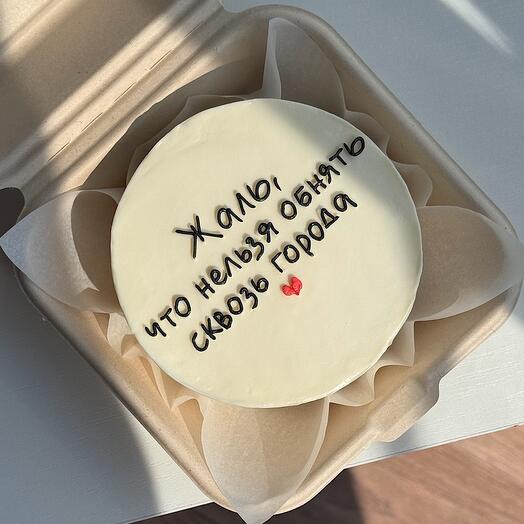 Жаль,
что нельзя обнять
сквозь города